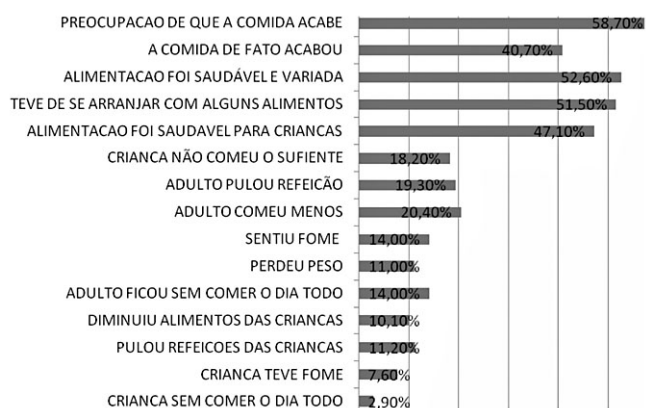 PREOCUPACAO DE QUE A COMIDA ACABE 58,70%
A COMIDA DE FATO ACABOU 40,70%
ALIMENTACAO FOI SAUDÁVEL E VARIADA 52,60%
TEVE DE SE ARRANJAR COM ALGUNS ALIMENTOS 51,50%
ALIMENTACAO FOI SAUDAVEL PARA CRIANCAS 47,10%
CRIANCA NÃO COMEU O SUFIENTE 18,20%
ADULTO PULOU REFEICÃO 19,30%
ADULTO COMEU MENOS 20,40%
SENTIU FOME 14,00%
PERDEU PESO 11,00%
ADULTO FICOU SEM COMER O DIA TODO 14,00%
DIMINUIU ALIMENTOS DAS CRIANCAS 10,10%
PULOU REFEICOES DAS CRIANCAS 11,20%
CRIANCA TEVE FOME 7,60%
CRIANCA SEM COMER O DIA TODO 2,90%